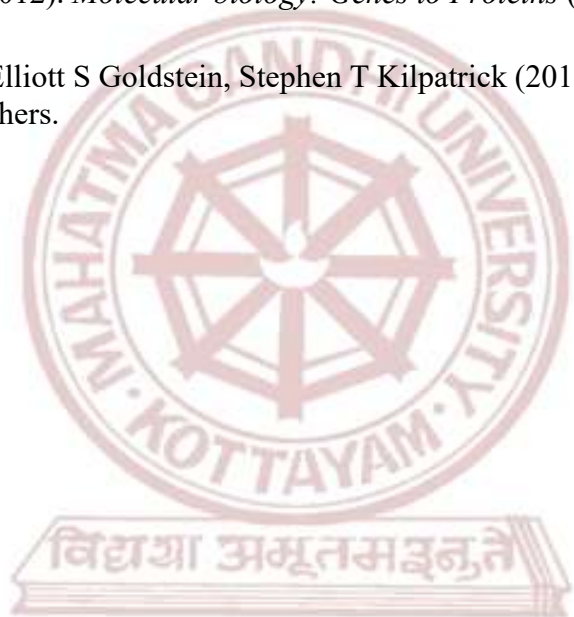 012). Molecular biology: Genes to Proteins (
Elliott S Goldstein, Stephen T Kilpatrick (201
hers.
MAHATMA GANDHI UNIVERSITY
• KOTTAYAM •
विद्यया अमृतमश्नुते